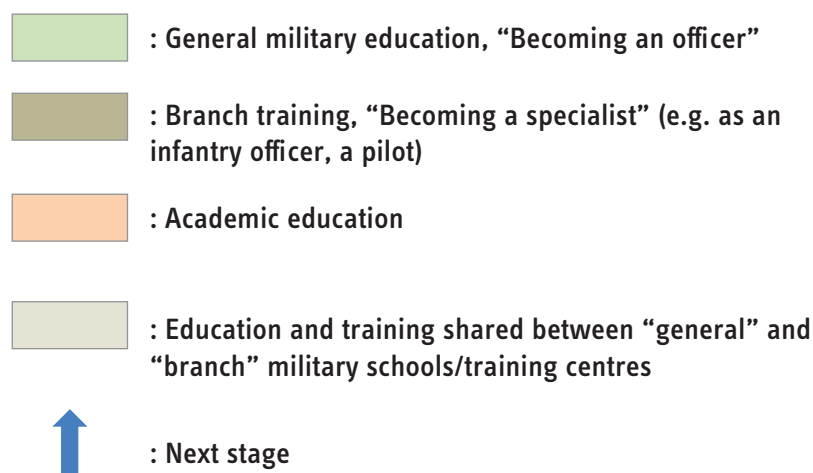 : General military education, “Becoming an officer”
: Branch training, “Becoming a specialist” (e.g. as an
infantry officer, a pilot)
: Academic education
: Education and training shared between “general” and
“branch” military schools/training centres
: Next stage